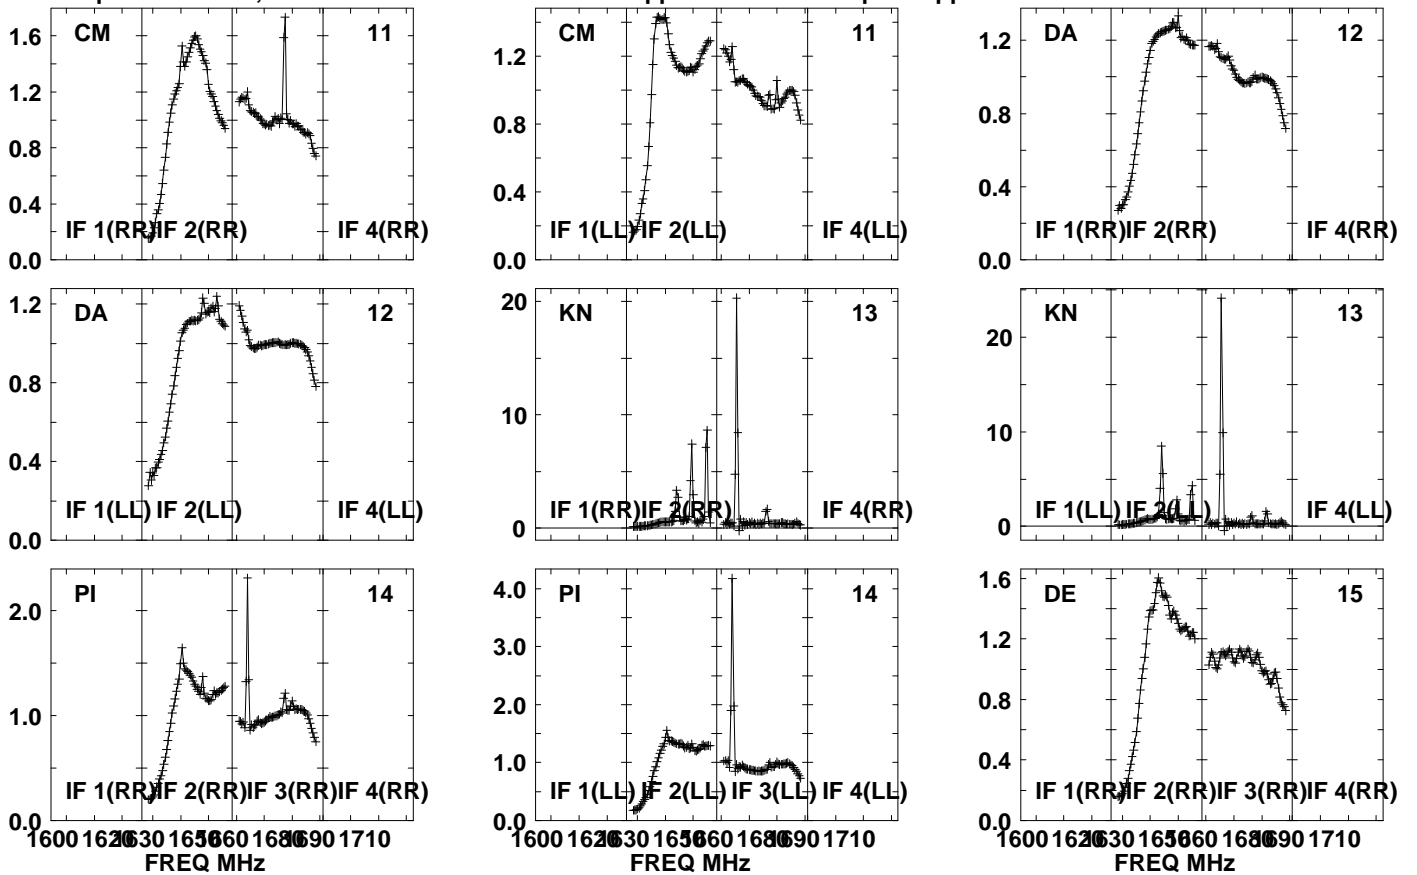 CM 11 CM 11 DA 12
1.6
1.2
0.8
0.4
0.0
IF 1(RR) IF 2(RR) IF 4(RR)
1.2
0.8
0.4
0.0
IF 1(LL) IF 2(LL) IF 4(LL)
1.2
0.8
0.4
0.0
IF 1(RR) IF 2(RR) IF 4(RR)
DA 12 KN 13 KN 13
1.2
0.8
0.4
0.0
IF 1(LL) IF 2(LL) IF 4(LL)
20
10
0
IF 1(RR) IF 2(RR) IF 4(RR)
20
10
0
IF 1(LL) IF 2(LL) IF 4(LL)
PI 14 PI 14 DE 15
2.0
1.0
0.0
IF 1(RR) IF 2(RR) IF 3(RR) IF 4(RR)
1600 1620 1630 1650 1660 1680 1690 1710
FREQ MHz
4.0
3.0
2.0
1.0
0.0
IF 1(LL) IF 2(LL) IF 3(LL) IF 4(LL)
1600 1620 1630 1650 1660 1680 1690 1710
FREQ MHz
1.6
1.2
0.8
0.4
0.0
IF 1(RR) IF 2(RR) IF 3(RR) IF 4(RR)
1600 1620 1630 1650 1660 1680 1690 1710
FREQ MHz